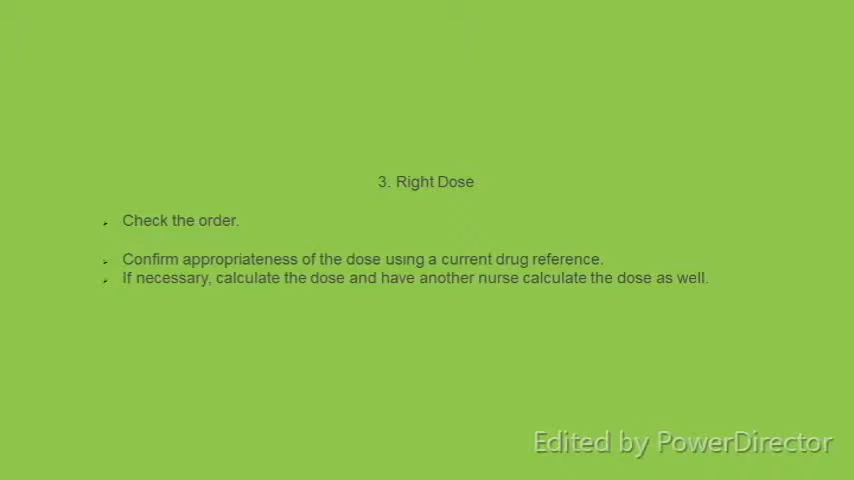 3. Right Dose
Check the order.
Confirm appropriateness of the dose using a current drug reference.
If necessary, calculate the dose and have another nurse calculate the dose as well.
Edited by PowerDirector